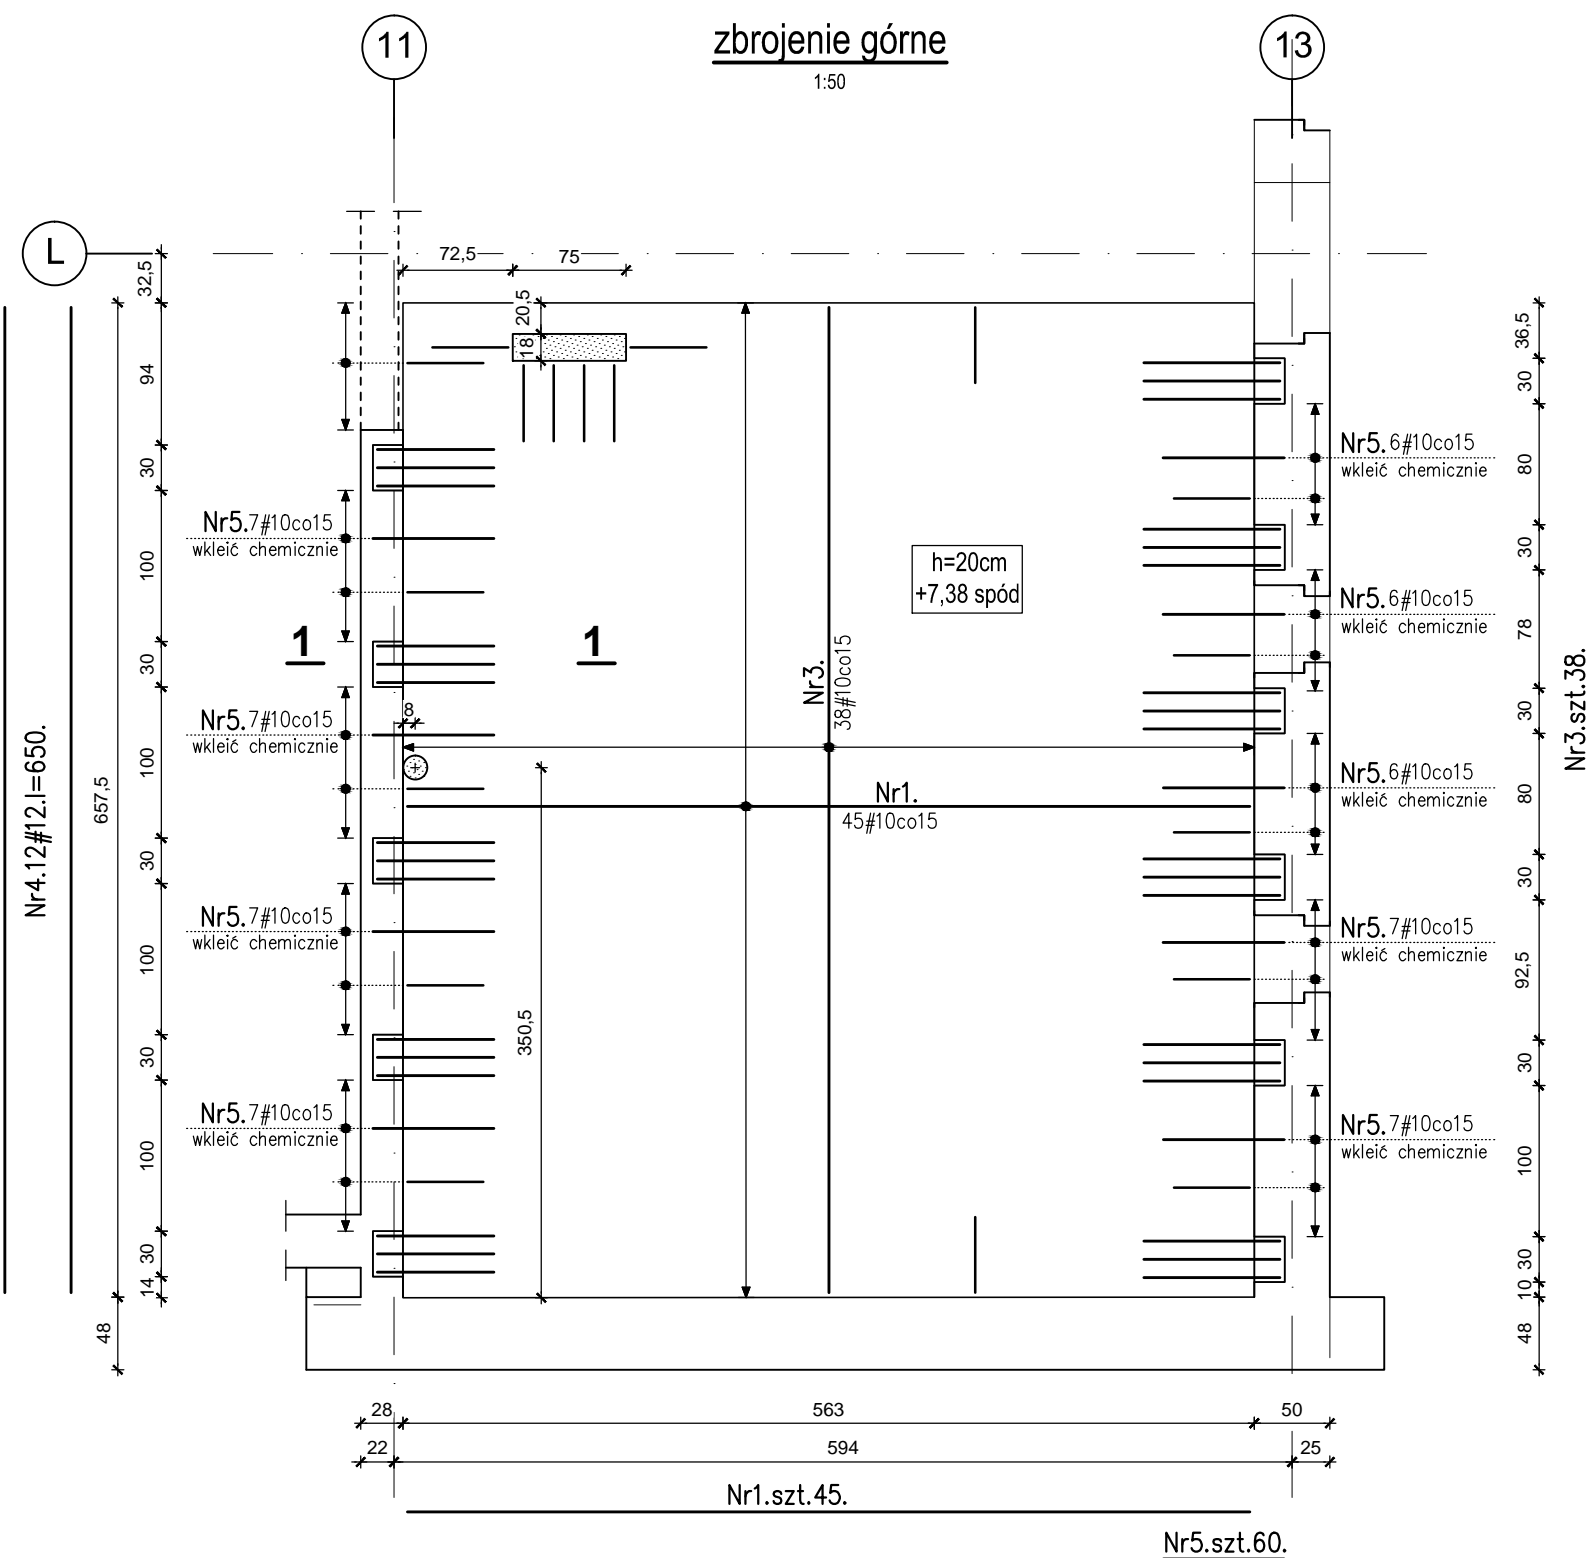 11
zbrojenie górne
1:50
13
L
32,5
72,5
75
20,5
18
94
36,5
30
30
Nr5.6#10co15
wkleić chemicznie
80
Nr5.7#10co15
wkleić chemicznie
100
30
h=20cm
+7,38 spód
Nr5.6#10co15
wkleić chemicznie
78
1
1
30
Nr3.
38#10co15
30
Nr3.szt.38.
8
Nr5.7#10co15
wkleić chemicznie
100
Nr5.6#10co15
wkleić chemicznie
80
657,5
Nr4.12#12.l=650.
Nr1.
45#10co15
30
30
Nr5.7#10co15
wkleić chemicznie
100
Nr5.7#10co15
wkleić chemicznie
92,5
350,5
30
30
Nr5.7#10co15
wkleić chemicznie
100
Nr5.7#10co15
wkleić chemicznie
100
30
30
14
10
48
48
28
563
50
22
594
25
Nr1.szt.45.
Nr5.szt.60.